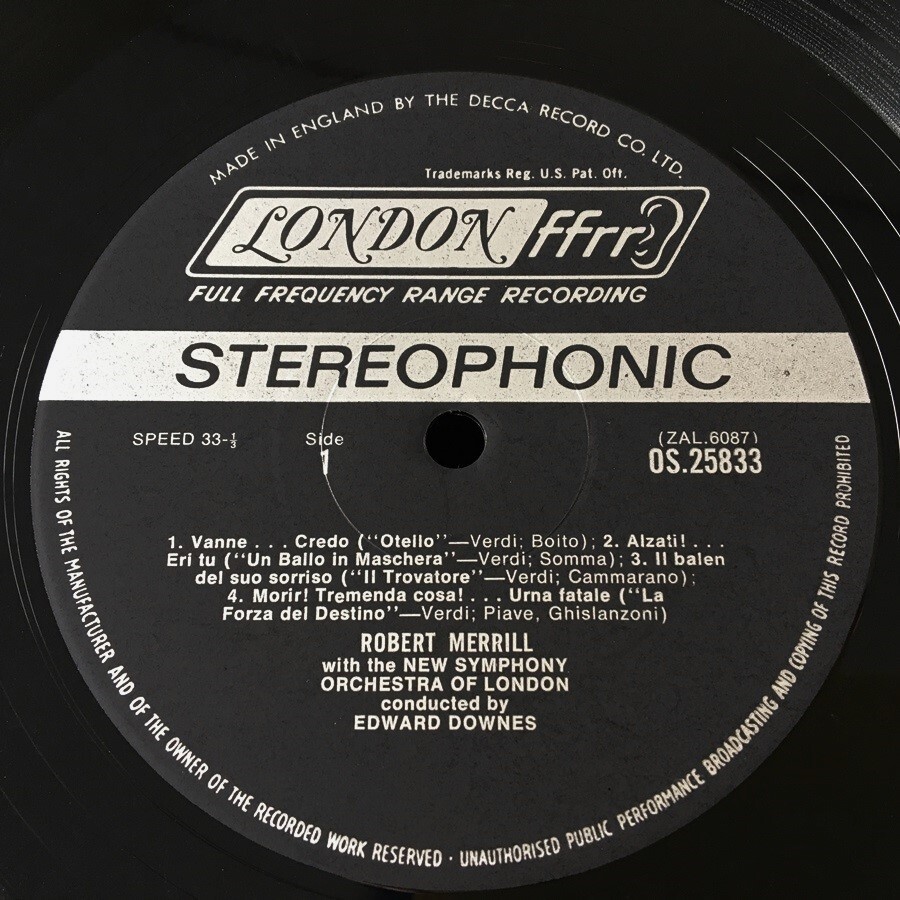 MADE IN ENGLAND BY THE DECCA RECORD CO. LTD.
Trademarks Reg. U.S. Pat. Off.
LONDON ffrr
FULL FREQUENCY RANGE RECORDING
STEREOPHONIC
SPEED 33-⅓
Side
1
(ZAL.6087)
OS.25833
1. Vanne . . . Credo (“Otello”—Verdi; Boito); 2. Alzati! . . .
Eri tu (“Un Ballo in Maschera”—Verdi; Somma); 3. Il balen
del suo sorriso (“Il Trovatore”—Verdi; Cammarano);
4. Morir! Tremenda cosa! . . . Urna fatale (“La
Forza del Destino”—Verdi; Piave, Ghislanzoni)
ROBERT MERRILL
with the NEW SYMPHONY
ORCHESTRA OF LONDON
conducted by
EDWARD DOWNES
ALL RIGHTS OF THE MANUFACTURER AND OF THE OWNER OF THE RECORDED WORK RESERVED · UNAUTHORISED PUBLIC PERFORMANCE BROADCASTING AND COPYING OF THIS RECORD PROHIBITED